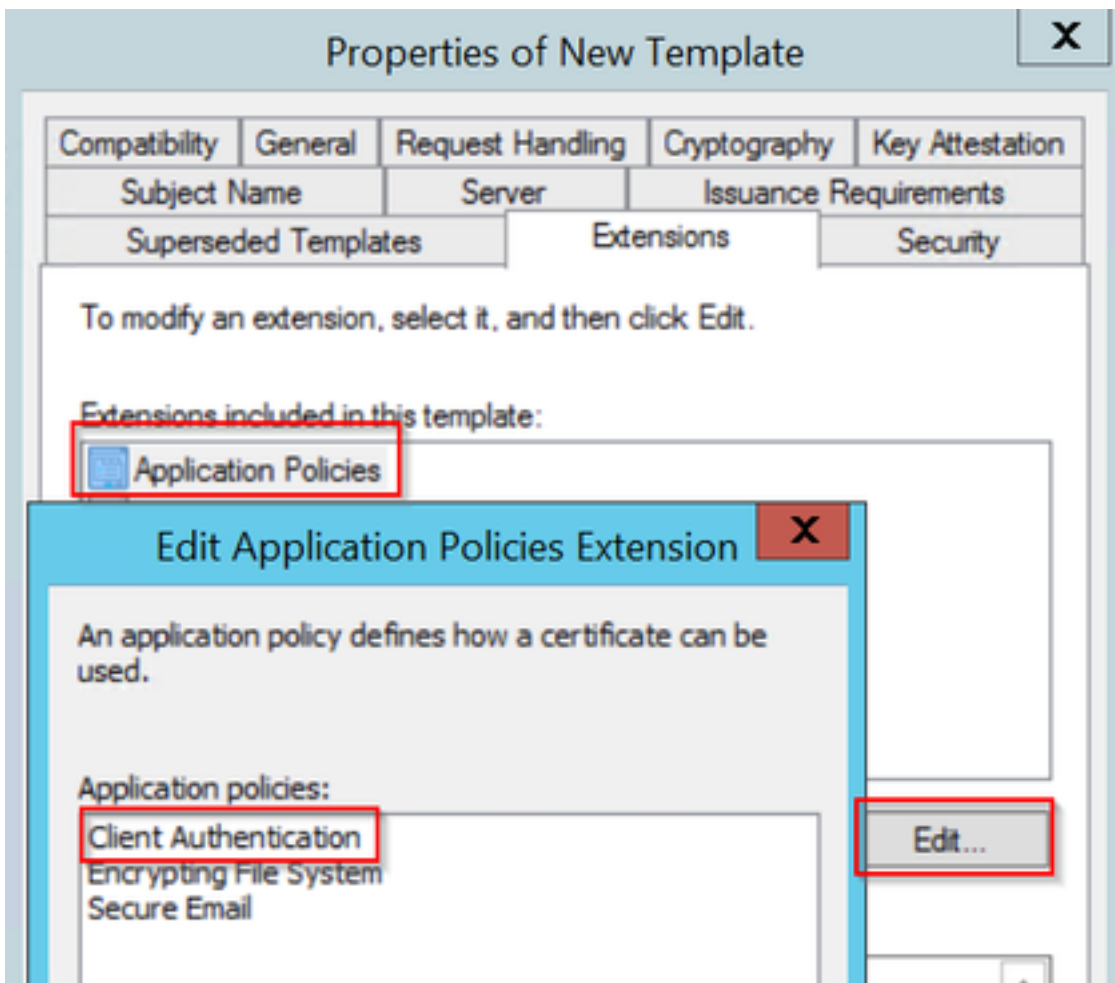 Properties of New Template
X
Compatibility General Request Handling Cryptography Key Attestation
Subject Name Server Issuance Requirements
Superseded Templates Extensions Security
To modify an extension, select it, and then click Edit.
Extensions included in this template:
Application Policies
Edit Application Policies Extension
X
An application policy defines how a certificate can be
used.
Application policies:
Client Authentication
Encrypting File System
Secure Email
Edit...